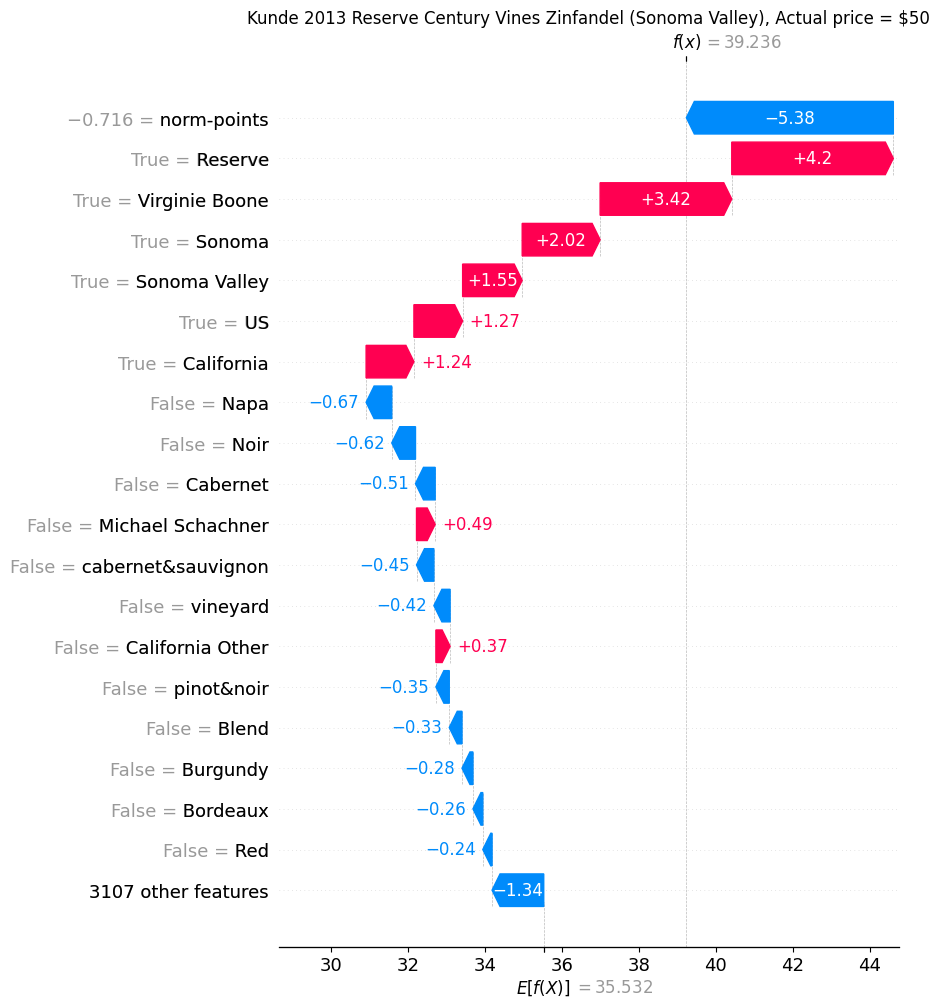 Kunde 2013 Reserve Century Vines Zinfandel (Sonoma Valley), Actual price = $50
f(x) = 39.236
−0.716 = norm-points −5.38
True = Reserve +4.2
True = Virginie Boone +3.42
True = Sonoma +2.02
True = Sonoma Valley +1.55
True = US +1.27
True = California +1.24
False = Napa −0.67
False = Noir −0.62
False = Cabernet −0.51
False = Michael Schachner +0.49
False = cabernet&sauvignon −0.45
False = vineyard −0.42
False = California Other +0.37
False = pinot&noir −0.35
False = Blend −0.33
False = Burgundy −0.28
False = Bordeaux −0.26
False = Red −0.24
3107 other features −1.34
30 32 34 36 38 40 42 44
E[f(X)] = 35.532